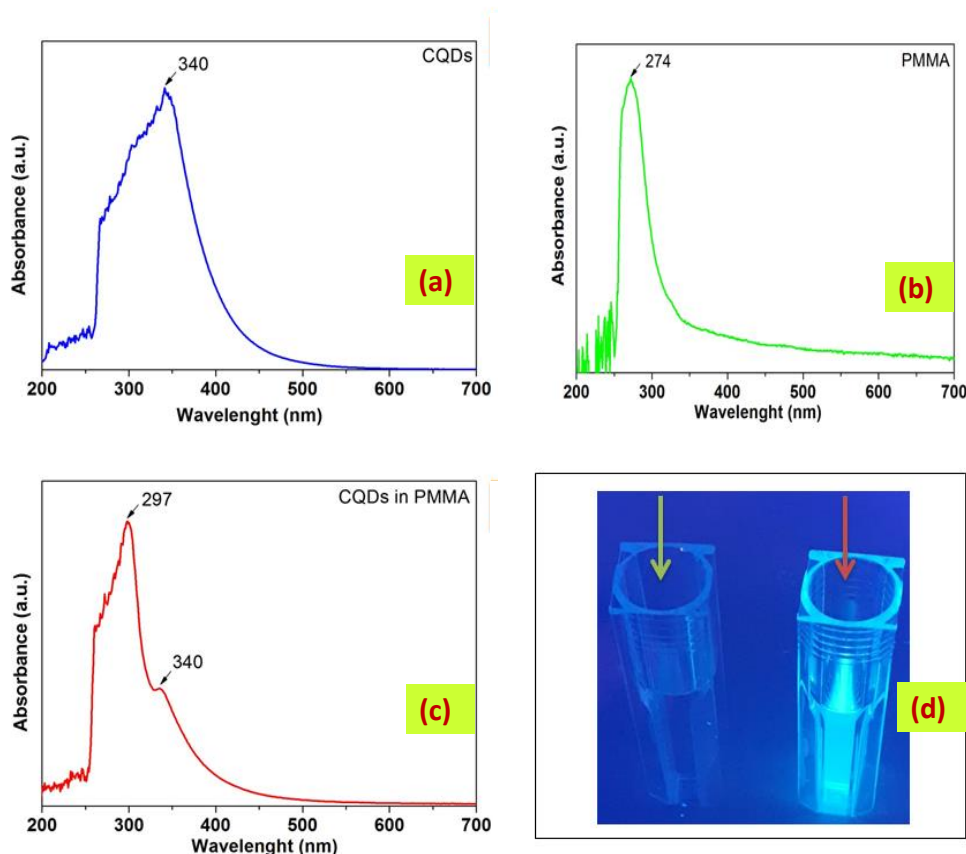 CQDs
340
Absorbance (a.u.)
(a)
200 300 400 500 600 700
Wavelenght (nm)
PMMA
274
Absorbance (a.u.)
(b)
200 300 400 500 600 700
Wavelenght (nm)
CQDs in PMMA
297
340
Absorbance (a.u.)
(c)
200 300 400 500 600 700
Wavelenght (nm)
(d)